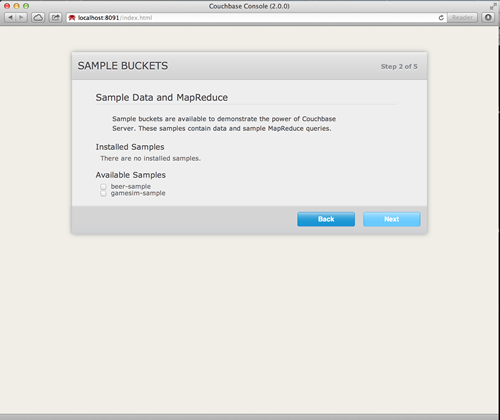 Couchbase Console (2.0.0)
localhost:8091/index.html
Reader
SAMPLE BUCKETS
Step 2 of 5
Sample Data and MapReduce
Sample buckets are available to demonstrate the power of Couchbase
Server. These samples contain data and sample MapReduce queries.
Installed Samples
There are no installed samples.
Available Samples
beer-sample
gamesim-sample
Back
Next